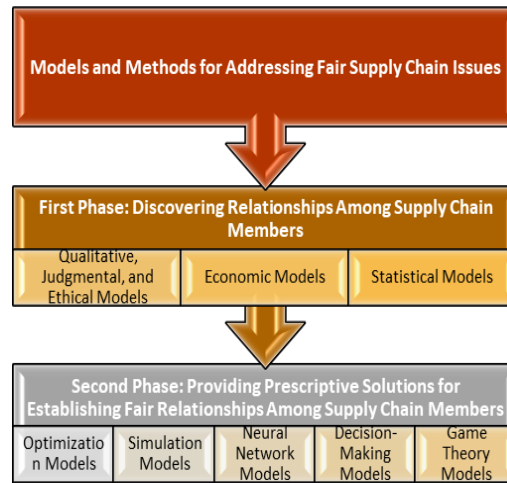 Models and Methods for Addressing Fair Supply Chain Issues
First Phase: Discovering Relationships Among Supply Chain
Members
Qualitative,
Judgmental, and
Ethical Models
Economic Models
Statistical Models
Second Phase: Providing Prescriptive Solutions for
Establishing Fair Relationships Among Supply Chain Members
Optimizatio
n Models
Simulation
Models
Neural
Network
Models
Decision-
Making
Models
Game
Theory
Models